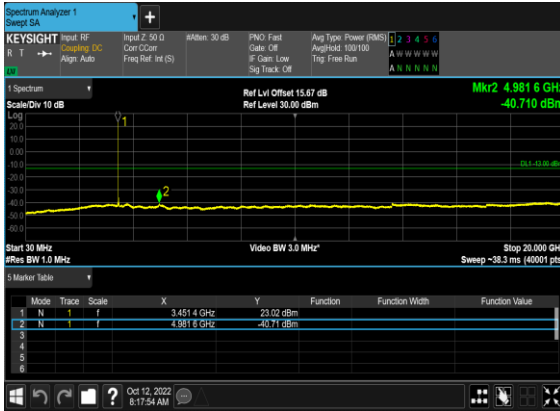 Spectrum Analyzer 1
Swept SA
+
KEYSIGHT Input: RF Input Z: 50 Ω #Atten: 30 dB PNO: Fast Avg Type: Power (RMS) 1 2 3 4 5 6
R T Coupling: DC Corr CCorr Gate: Off Avg|Hold: 100/100 A W W W W W
Align: Auto Freq Ref: Int (S) IF Gain: Low Trig: Free Run
Sig Track: Off A N N N N N
1 Spectrum Ref Lvl Offset 15.67 dB Mkr2 4.981 6 GHz
Scale/Div 10 dB Ref Level 30.00 dBm -40.710 dBm
Log
20.0
10.0
0.00
-10.0
-20.0
-30.0
-40.0
-50.0
-60.0
1
2
DL1 -13.00 dBm
Start 30 MHz Video BW 3.0 MHz* Stop 20.000 GH
#Res BW 1.0 MHz Sweep ~38.3 ms (40001 pts
5 Marker Table
Mode Trace Scale X Y Function Function Width Function Value
1 N 1 f 3.451 4 GHz 23.02 dBm
2 N 1 f 4.981 6 GHz -40.71 dBm
3
4
5
6
? Oct 12, 2022
8:17:54 AM